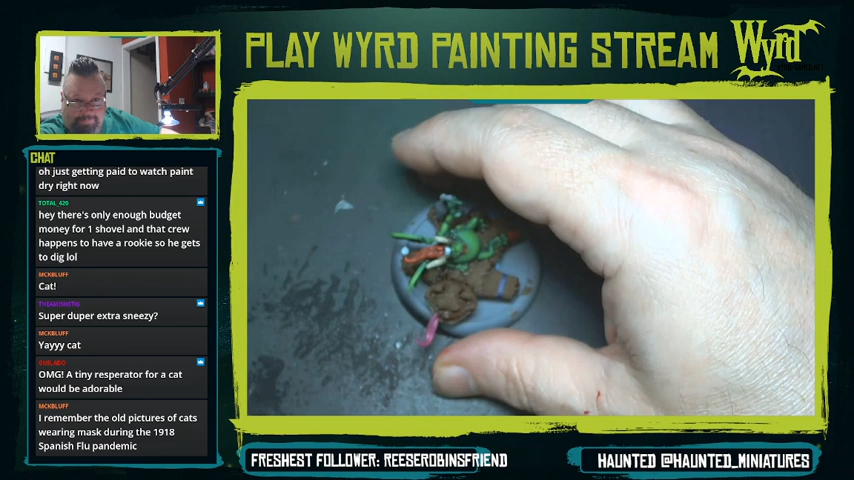 PLAY WYRD PAINTING STREAM
Wyrd
CHAT
oh just getting paid to watch paint
dry right now
TOTAL_420
hey there's only enough budget
money for 1 shovel and that crew
happens to have a rookie so he gets
to dig lol
MCKBLUFF
Cat!
Super duper extra sneezy?
MCKBLUFF
Yayyy cat
OMG! A tiny resperator for a cat
would be adorable
MCKBLUFF
I remember the old pictures of cats
wearing mask during the 1918
Spanish Flu pandemic
FRESHEST FOLLOWER: REESEROBINSFRIEND
HAUNTED @HAUNTED_MINIATURES